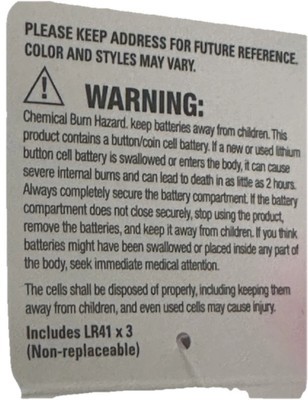 PLEASE KEEP ADDRESS FOR FUTURE REFERENCE.
COLOR AND STYLES MAY VARY.
WARNING:
Chemical Burn Hazard. keep batteries away from children. This
product contains a button/coin cell battery. If a new or used lithium
button cell battery is swallowed or enters the body, it can cause
severe internal burns and can lead to death in as little as 2 hours.
Always completely secure the battery compartment. If the battery
compartment does not close securely, stop using the product,
remove the batteries, and keep it away from children. If you think
batteries might have been swallowed or placed inside any part of
the body, seek immediate medical attention.
The cells shall be disposed of properly, including keeping them
away from children, and even used cells may cause injury.
Includes LR41 x 3
(Non-replaceable)